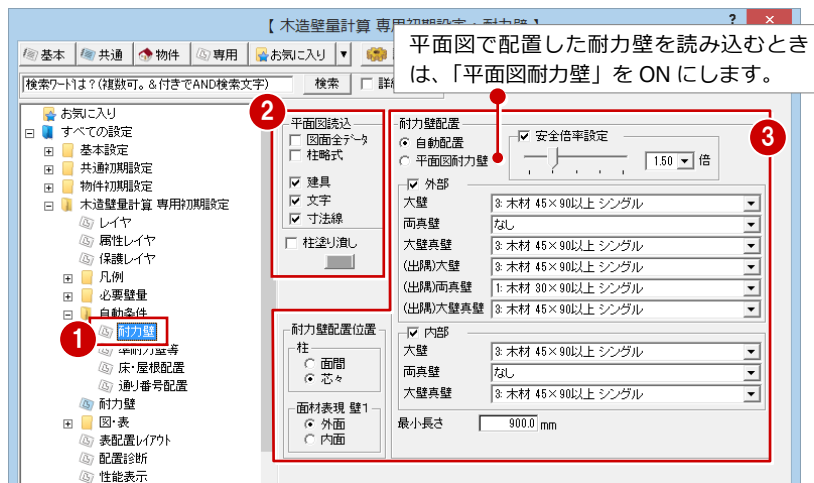 【 木造壁量計算 専用初期設定：耐力壁 】
?
×
基本
共通
物件
専用
お気に入り
平面図で配置した耐力壁を読み込むとき
は、「平面図耐力壁」を ON にします。
検索ワードは？(複数可。&付きでAND検索文字)
検索
お気に入り
すべての設定
基本設定
共通初期設定
物件初期設定
木造壁量計算 専用初期設定
レイヤ
属性レイヤ
保護レイヤ
凡例
必要壁量
自動条件
1
耐力壁
準耐力壁等
床・屋根配置
通り番号配置
耐力壁
図・表
表配置レイアウト
配置診断
性能表示
2
平面図読込
図面全データ
柱略式
建具
文字
寸法線
柱塗り潰し
3
耐力壁配置
自動配置
平面図耐力壁
安全倍率設定
1.50 倍
外部
大壁 3: 木材 45×90以上 シングル
両真壁 なし
大壁真壁 3: 木材 45×90以上 シングル
(出隅)大壁 3: 木材 45×90以上 シングル
(出隅)両真壁 1: 木材 30×90以上 シングル
(出隅)大壁真壁 3: 木材 45×90以上 シングル
内部
大壁 3: 木材 45×90以上 シングル
両真壁 なし
大壁真壁 3: 木材 45×90以上 シングル
最小長さ 900.0 mm
耐力壁配置位置
柱
面間
芯々
面材表現 壁1
外面
内面